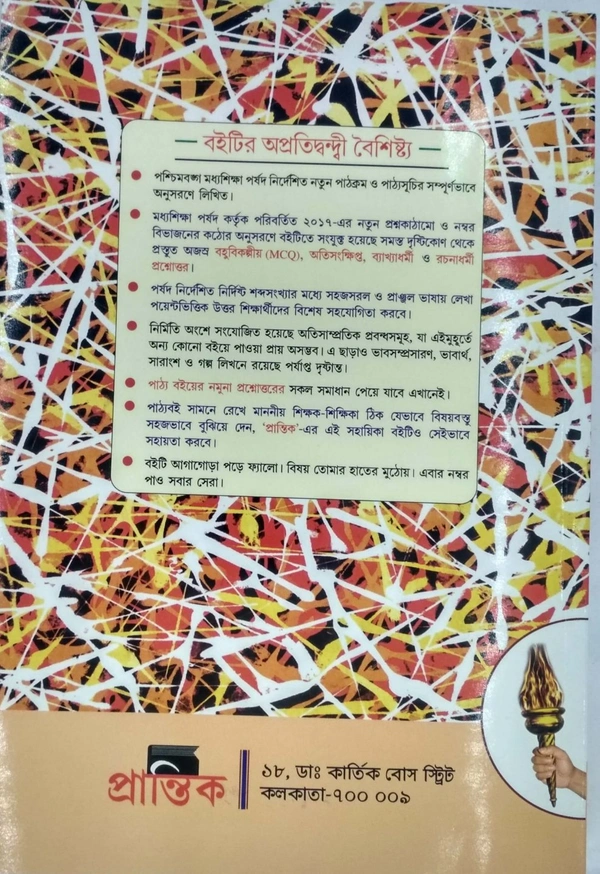 বইটির অপ্রতিদ্বন্দ্বী বৈশিষ্ট্য
পশ্চিমবঙ্গ মধ্যশিক্ষা পর্ষদ নির্দেশিত নতুন পাঠক্রম ও পাঠ্যসূচির সম্পূর্ণভাবে
অনুসরণে লিখিত।
মধ্যশিক্ষা পর্ষদ কর্তৃক পরিবর্তিত ২০১৭-এর নতুন প্রশ্নকাঠামো ও নম্বর
বিভাজনের কঠোর অনুসরণে বইটিতে সংযুক্ত হয়েছে সমস্ত দৃষ্টিকোণ থেকে
প্রস্তুত অজস্র বহুবিকল্পীয় (MCQ), অতিসংক্ষিপ্ত, ব্যাখ্যাধর্মী ও রচনাধর্মী
প্রশ্নোত্তর।
পর্ষদ নির্দেশিত নির্দিষ্ট শব্দসংখ্যার মধ্যে সহজসরল ও প্রাঞ্জল ভাষায় লেখা
পয়েন্টভিত্তিক উত্তর শিক্ষার্থীদের বিশেষ সহযোগিতা করবে।
নির্মিতি অংশে সংযোজিত হয়েছে অতিসাম্প্রতিক প্রবন্ধসমূহ, যা এইমুহূর্তে
অন্য কোনো বইয়ে পাওয়া প্রায় অসম্ভব। এ ছাড়াও ভাবসম্প্রসারণ, ভাবার্থ,
সারাংশ ও গল্প লিখনে রয়েছে পর্যাপ্ত দৃষ্টান্ত।
পাঠ্য বইয়ের নমুনা প্রশ্নোত্তরের সকল সমাধান পেয়ে যাবে এখানেই।
পাঠ্যবই সামনে রেখে মাননীয় শিক্ষক-শিক্ষিকা ঠিক যেভাবে বিষয়বস্তু
সহজভাবে বুঝিয়ে দেন, 'প্রান্তিক'-এর এই সহায়িকা বইটিও সেইভাবে
সহায়তা করবে।
বইটি আগাগোড়া পড়ে ফ্যালো। বিষয় তোমার হাতের মুঠোয়। এবার নম্বর
পাও সবার সেরা।
প্রান্তিক
১৮, ডাঃ কার্তিক বোস স্ট্রিট
কলকাতা-৭০০ ০০৯